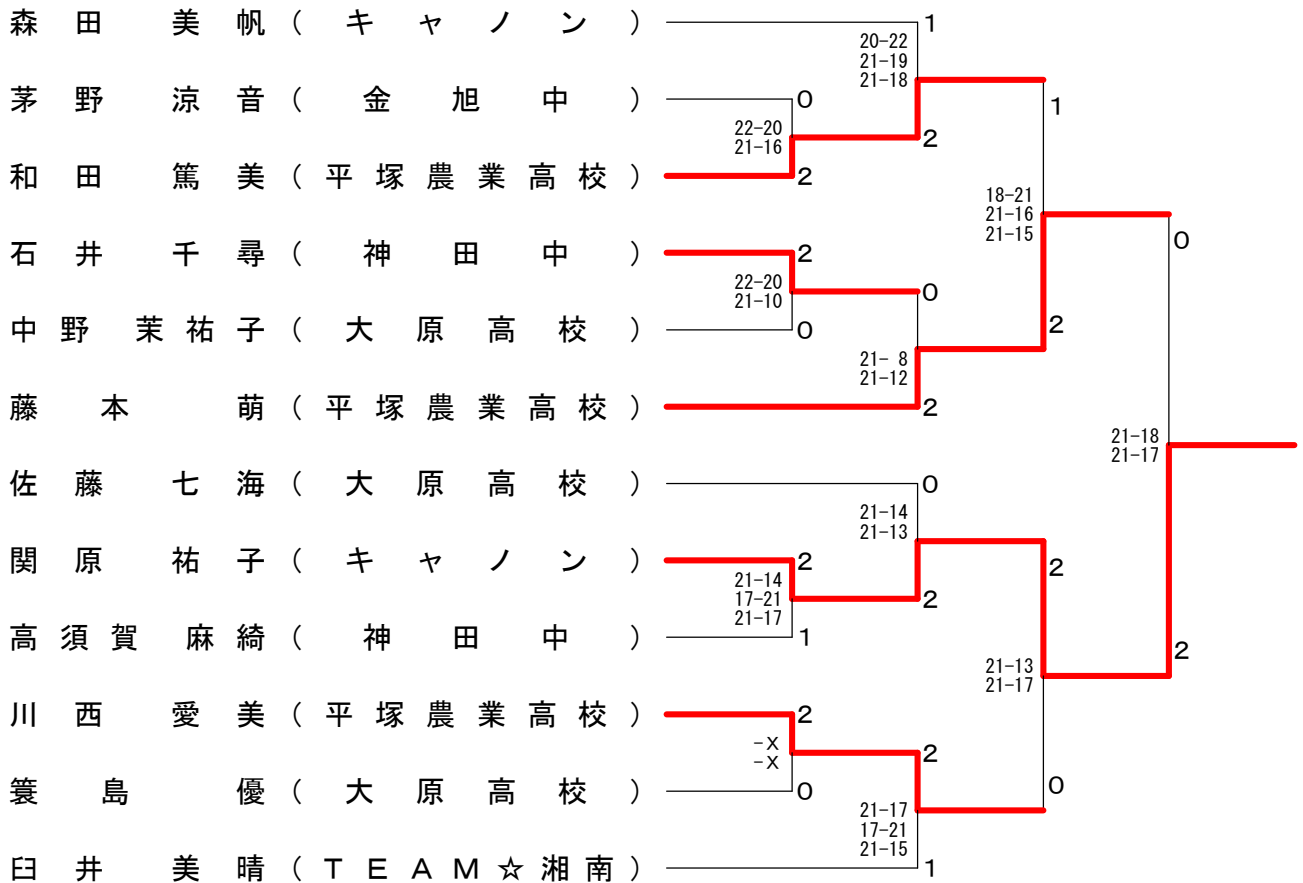 森田 美帆(キャノン) 1
20-22
21-19
21-18
茅野 涼音(金旭中) 0
1
22-20
21-16
2
和田 篤美(平塚農業高校) 2
18-21
21-16
21-15
石井 千尋(神田中) 2
0
22-20
21-10
0
中野 茉祐子(大原高校) 0
2
21- 8
21-12
藤本 萌(平塚農業高校) 2
21-18
21-17
佐藤 七海(大原高校) 0
21-14
21-13
関原 祐子(キャノン) 2
2
21-14
17-21
21-17
2
高須賀 麻綺(神田中) 1
2
21-13
21-17
川西 愛美(平塚農業高校) 2
-X
-X
2
簑島 優(大原高校) 0
0
21-17
17-21
21-15
臼井 美晴(TEAM☆湘南) 1